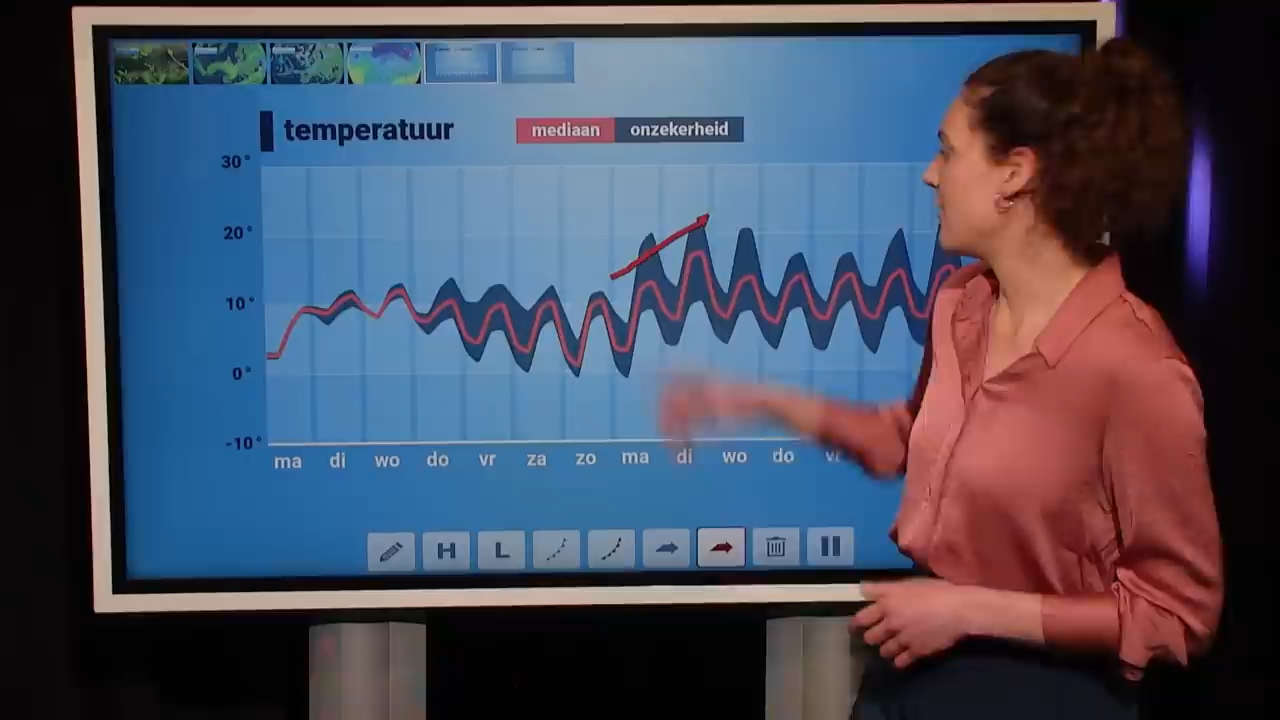 temperatuur
mediaan onzekerheid
30°
20°
10°
0°
-10°
ma di wo do vr za zo ma di wo do
H L